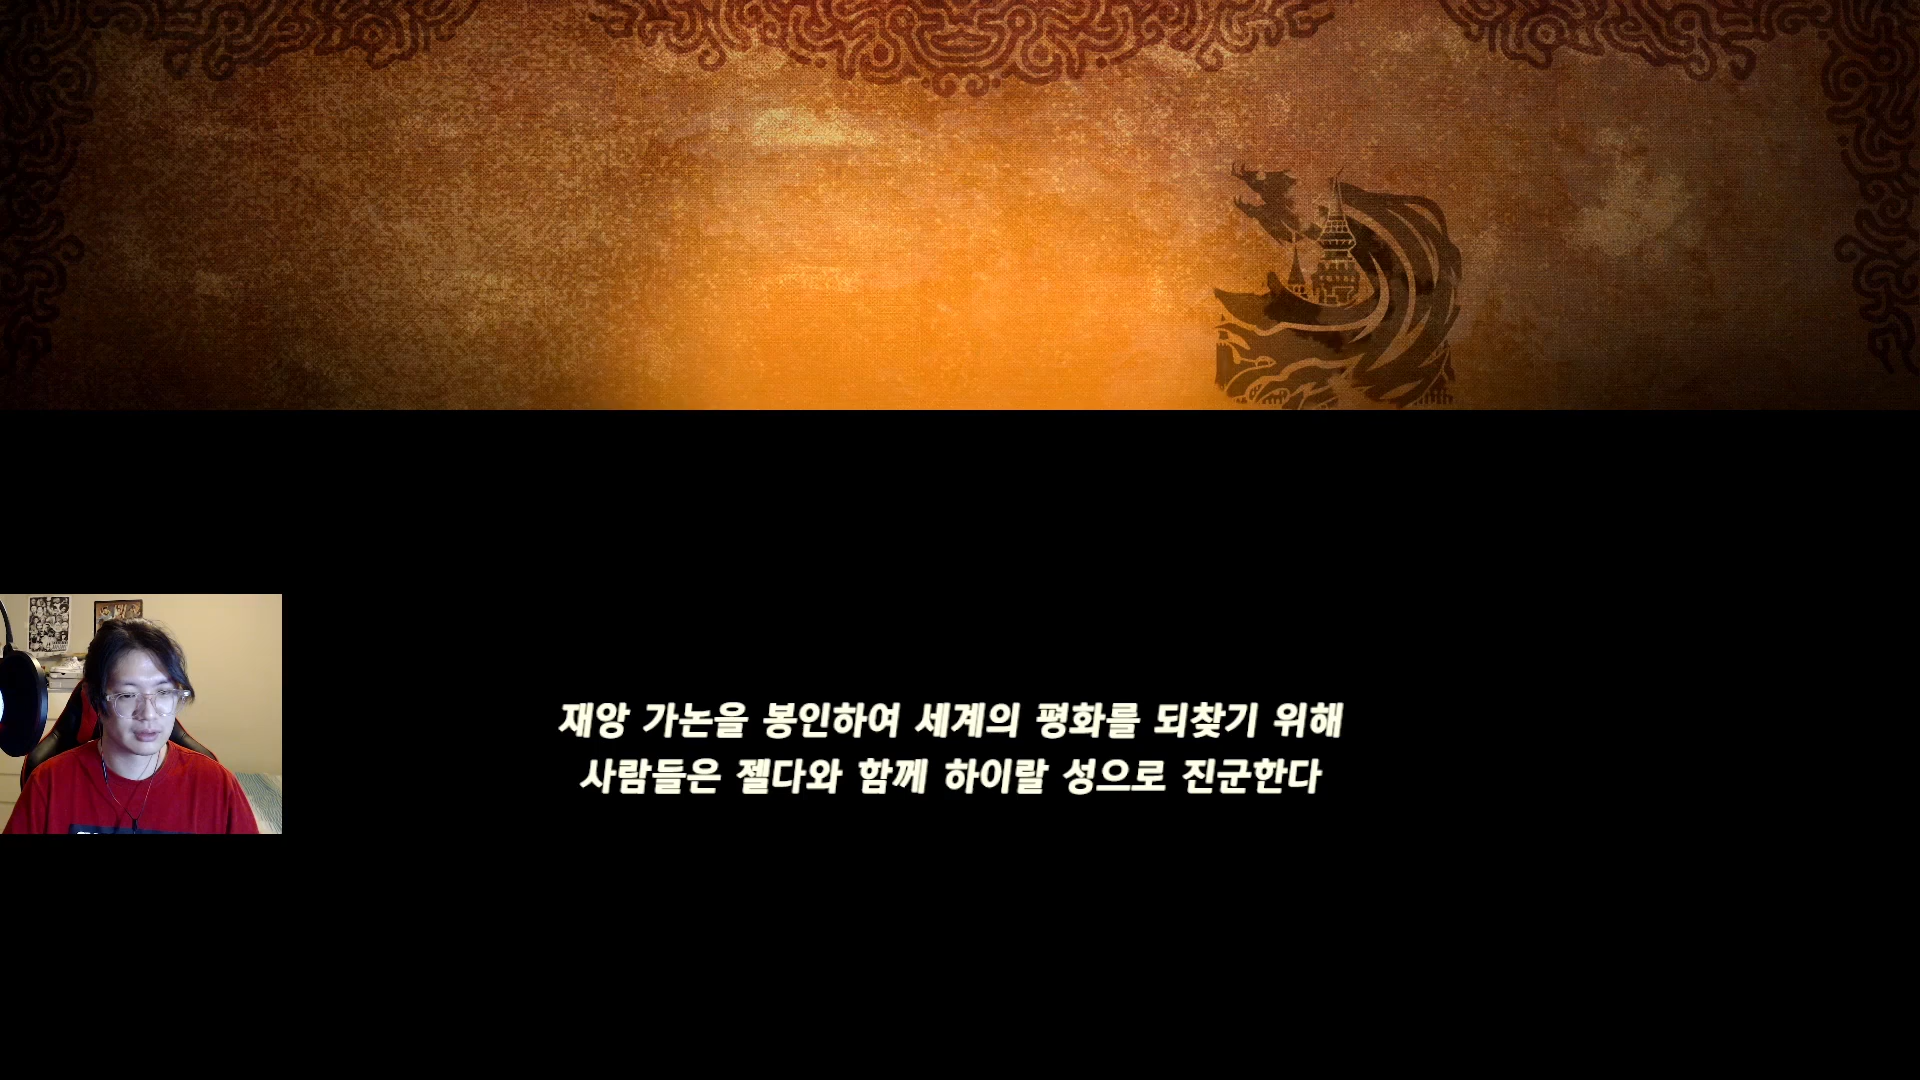 재앙 가논을 봉인하여 세계의 평화를 되찾기 위해
사람들은 젤다와 함께 하이랄 성으로 진군한다